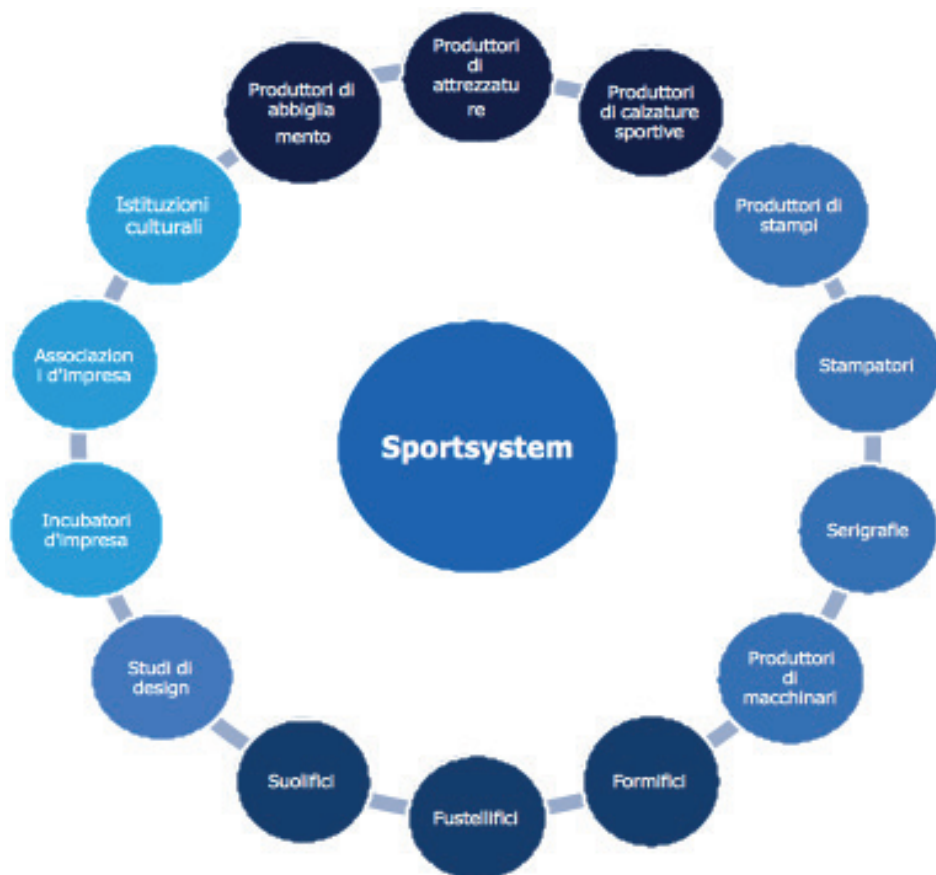 Produttori
di
attrezzatu
re
Produttori
di calzature
sportive
Produttori di
stampi
Stampatori
Serigrafie
Produttori
di
macchinari
Formifici
Fustellifici
Suolifici
Studi di
design
Incubatori
d'impresa
Associazion
i d'impresa
Istituzioni
culturali
Produttori di
abbiglia
mento
Sportsystem